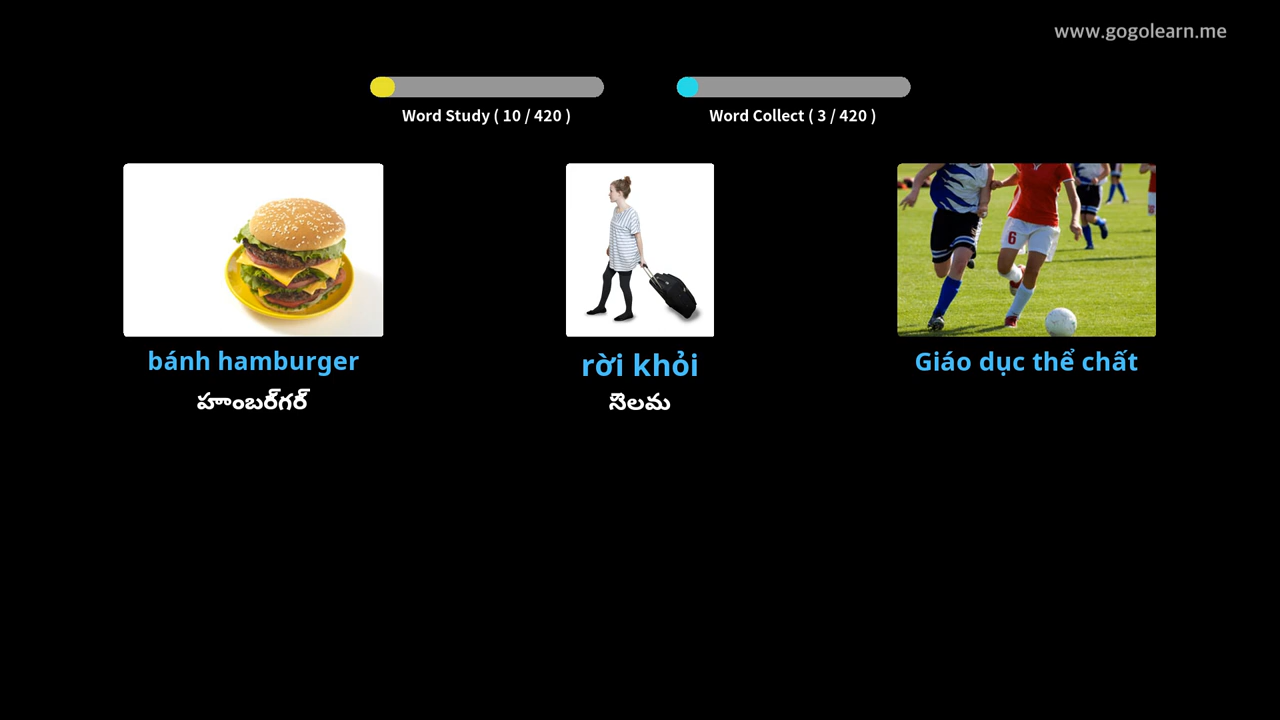 www.gogolearn.me
Word Study ( 10 / 420 )
Word Collect ( 3 / 420 )
bánh hamburger
rời khỏi
Giáo dục thể chất
హాంబర్‌గర్
సెలవు